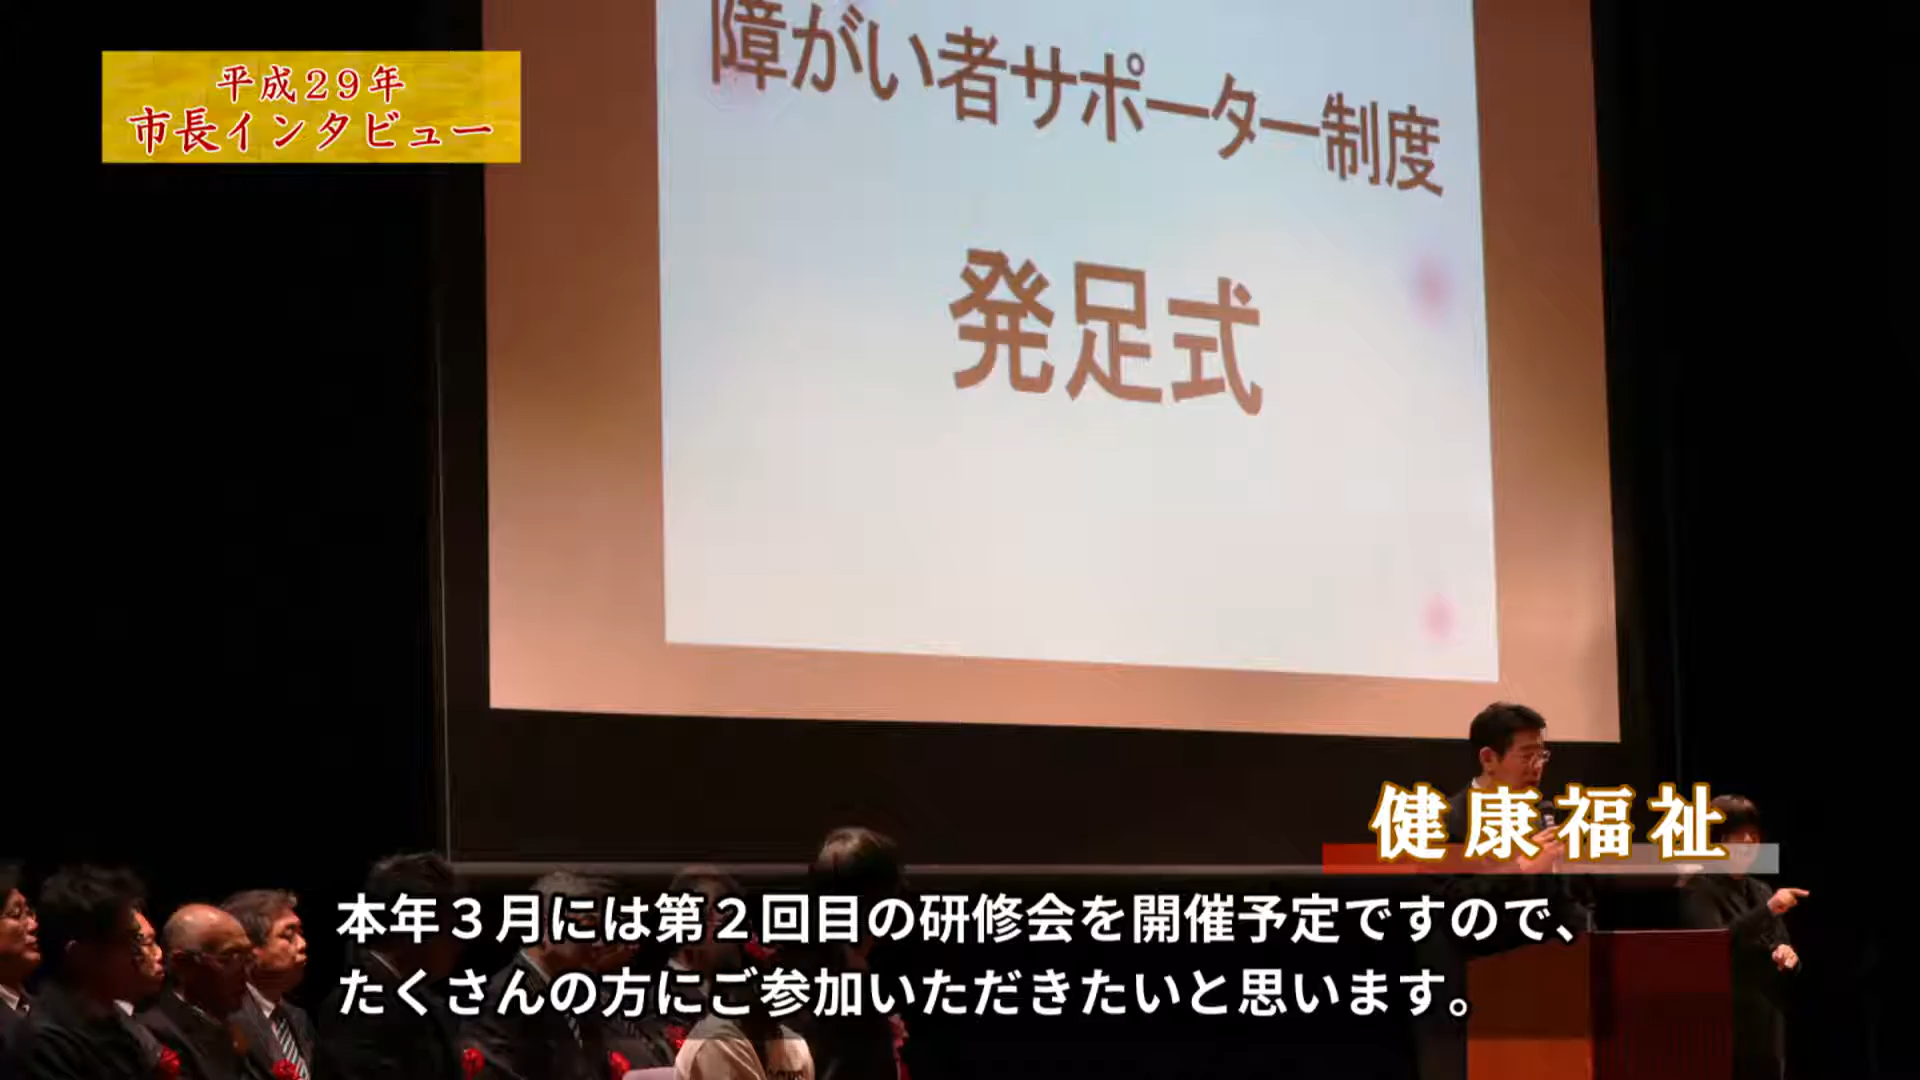 平成２９年
市長インタビュー
障がい者サポーター制度
発足式
健康福祉
本年３月には第２回目の研修会を開催予定ですので、
たくさんの方にご参加いただきたいと思います。